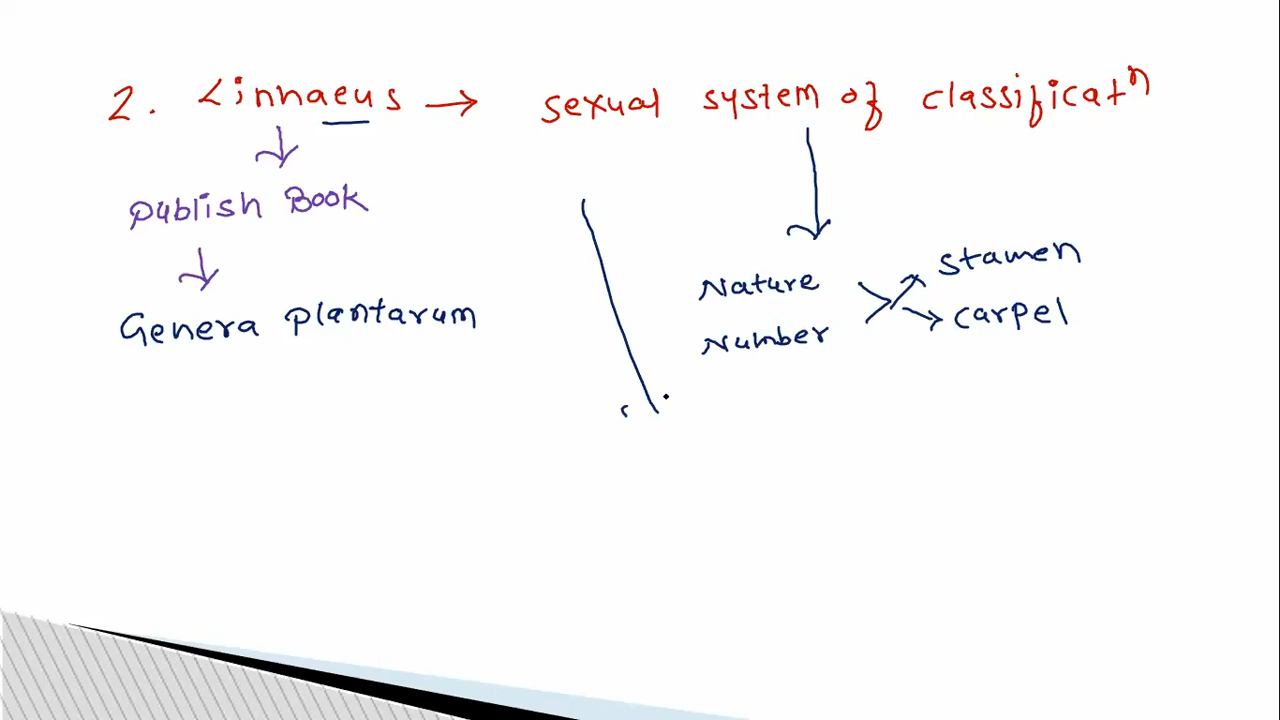 2. Linnaeus → sexual system of classificatⁿ
↓
Publish Book
↓
Genera plantarum
↓
Nature
Number
stamen
carpel